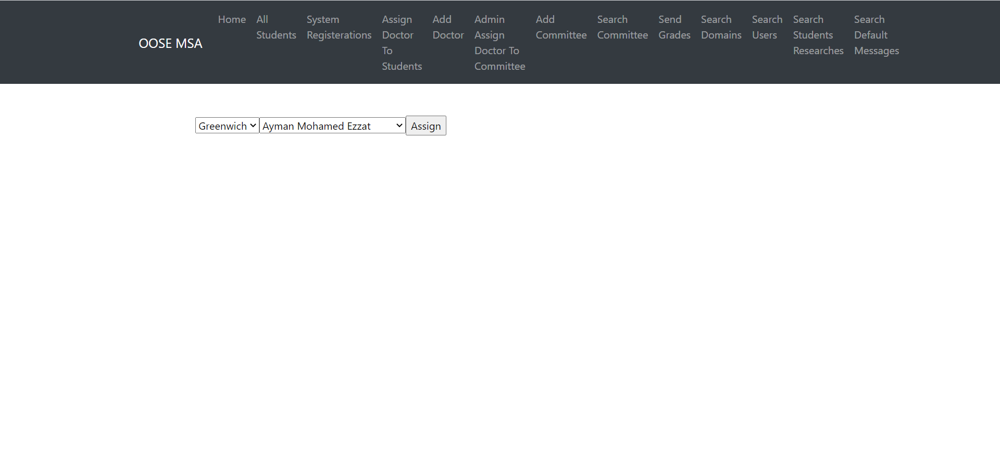 OOSE MSA
Home
All
Students
System
Registerations
Assign
Doctor
To
Students
Add
Doctor
Admin
Assign
Doctor To
Committee
Add
Committee
Search
Committee
Send
Grades
Search
Domains
Search
Users
Search
Students
Researches
Search
Default
Messages
Greenwich
Ayman Mohamed Ezzat
Assign